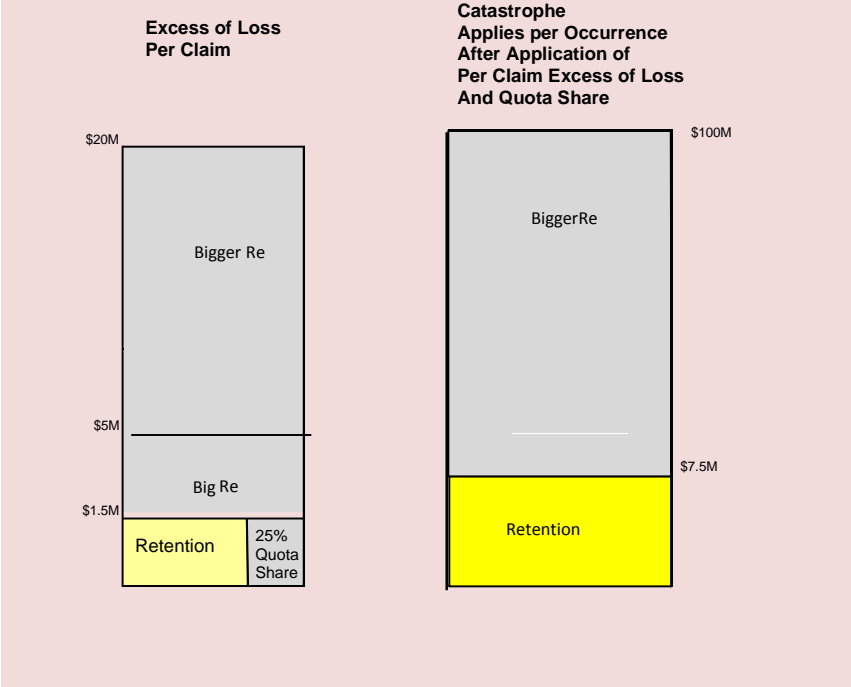 Excess of Loss
Per Claim
$20M
Bigger Re
$5M
Big Re
$1.5M
Retention
25%
Quota
Share
Catastrophe
Applies per Occurrence
After Application of
Per Claim Excess of Loss
And Quota Share
$100M
BiggerRe
$7.5M
Retention